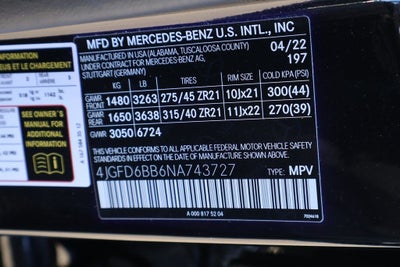 MFD BY MERCEDES-BENZ U.S. INTL., INC
MANUFACTURED IN USA (ALABAMA, TUSCALOOSA COUNTY) 04/22
UNDER CONTRACT FOR MERCEDES-BENZ AG, 197
STUTTGART (GERMANY)
KG LB TIRE SIZE RIM SIZE COLD KPA (PSI)
GAWR FRONT 1480 3263 275/45 ZR21 10Jx21 300(44)
GAWR REAR 1650 3638 315/40 ZR21 11Jx22 270(39)
GVWR 3050 6724
THIS VEHICLE CONFORMS TO ALL APPLICABLE U.S. FEDERAL MOTOR VEHICLE SAFETY
STANDARDS IN EFFECT ON THE DATE OF MANUFACTURE SHOWN ABOVE.
4JGFD6BB6NA743727 TYPE: MPV
A 000 817 52 04
INFORMATION
SEE OWNER'S
MANUAL FOR
ADDITIONAL
INFORMATION